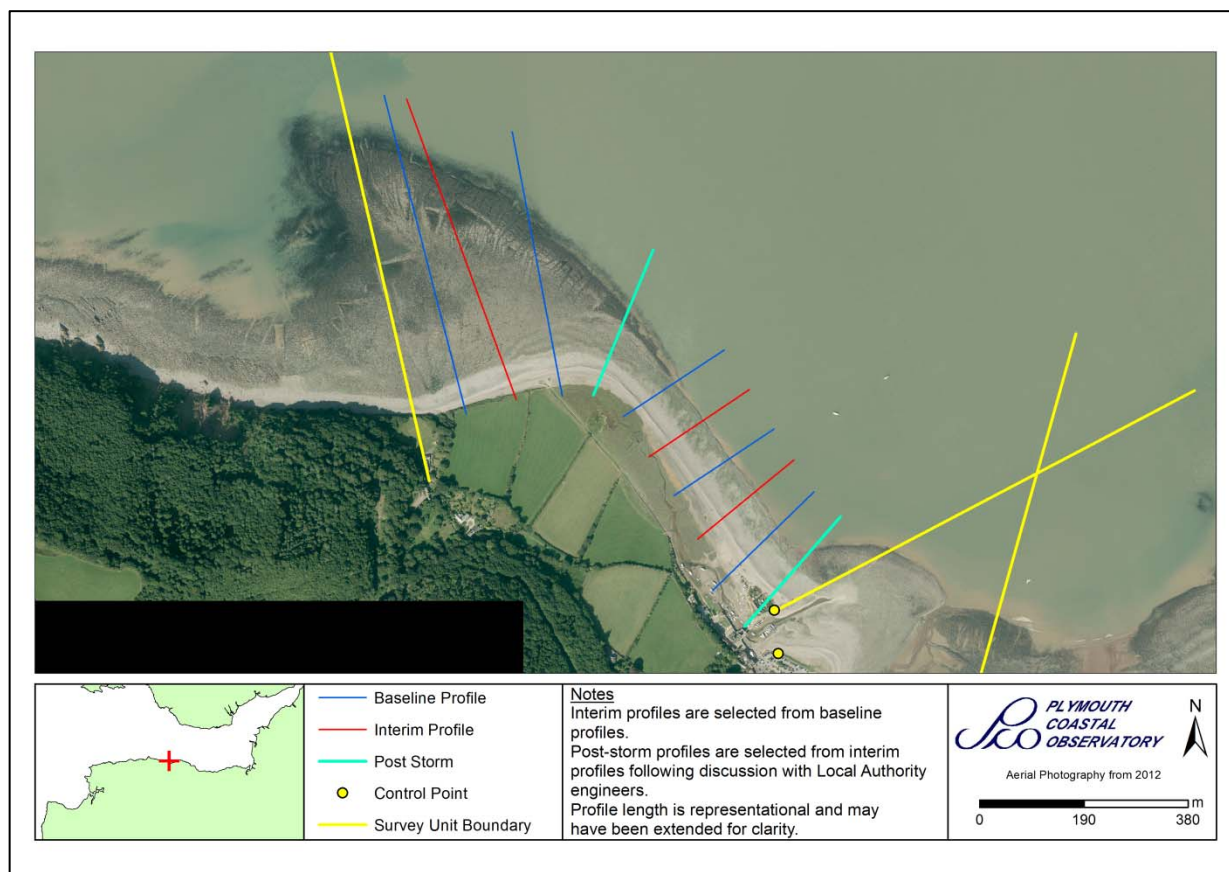 Baseline Profile
Interim Profile
Post Storm
Control Point
Survey Unit Boundary
Notes
Interim profiles are selected from baseline
profiles.
Post-storm profiles are selected from interim
profiles following discussion with Local Authority
engineers.
Profile length is representational and may
have been extended for clarity.
PLYMOUTH
COASTAL
OBSERVATORY
N
Aerial Photography from 2012
m
0 190 380